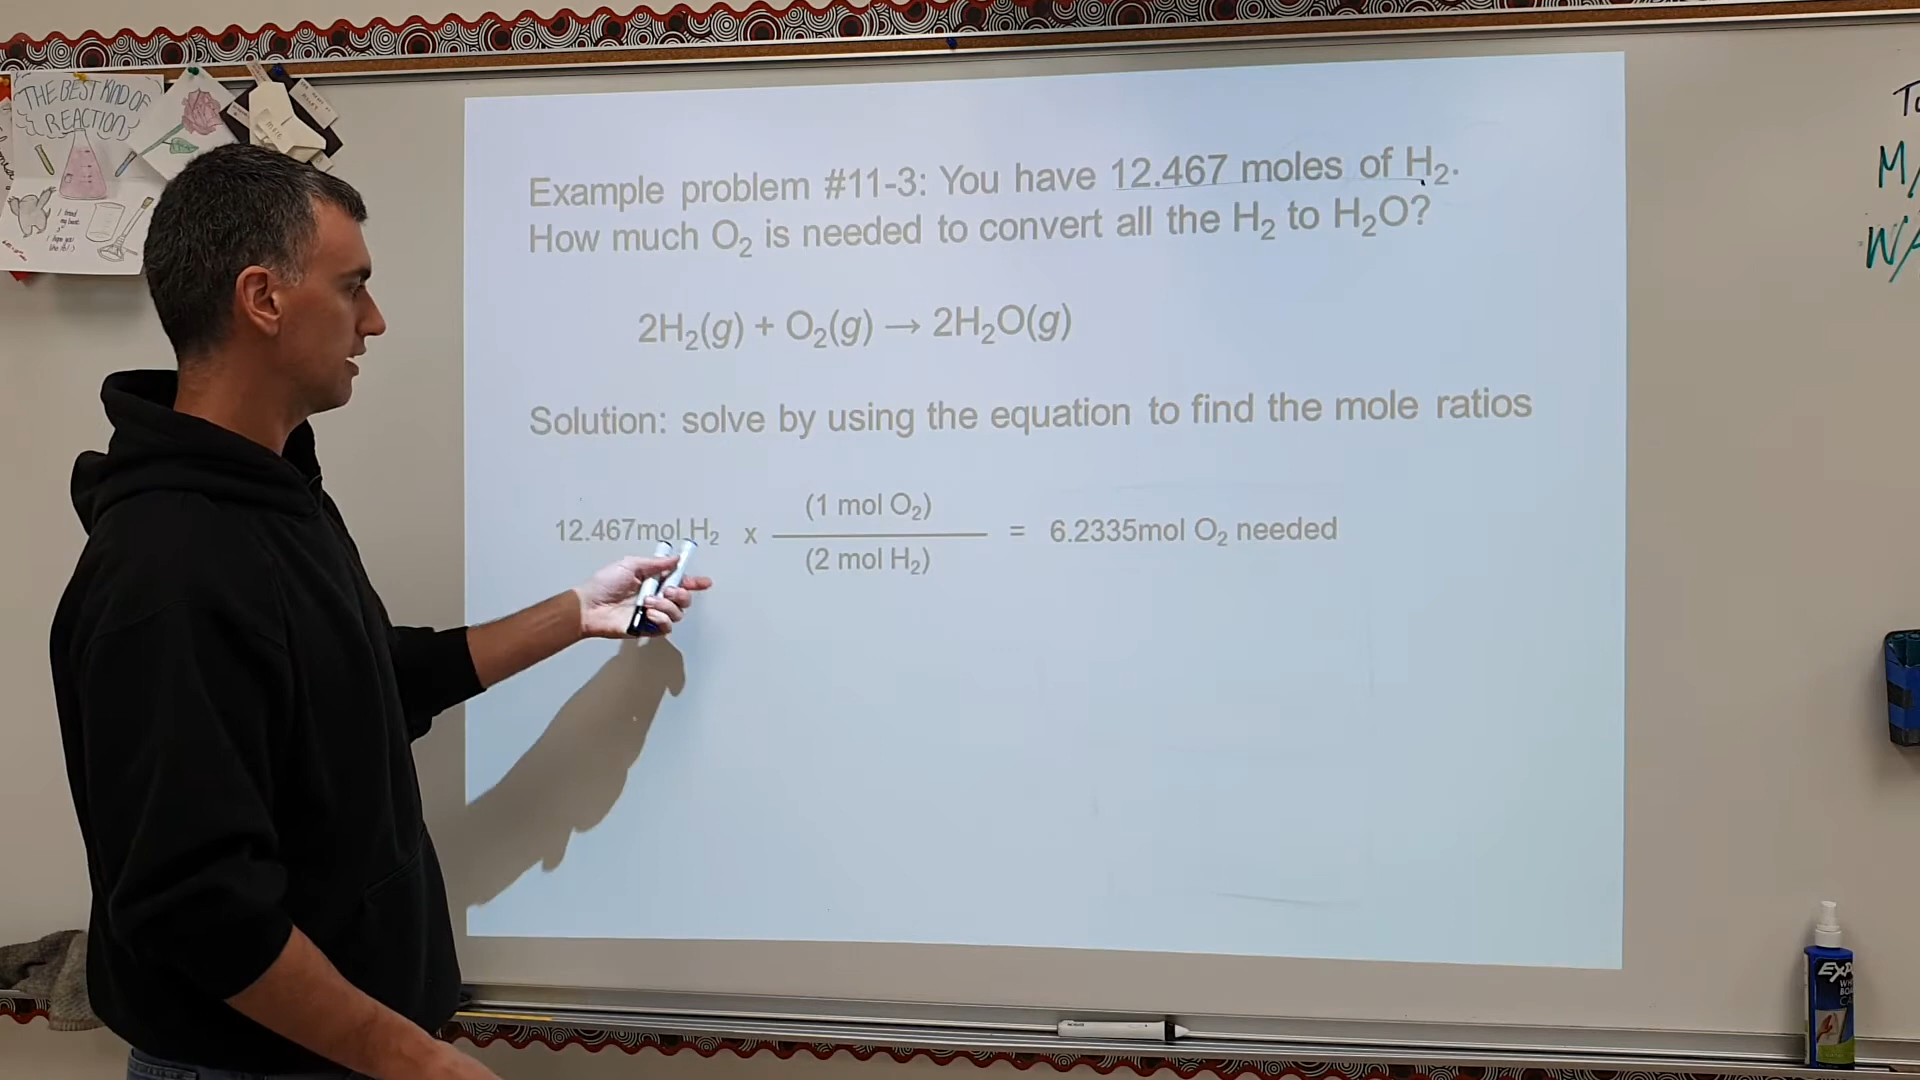 THE BEST KIND OF
REACTION
Example problem #11-3: You have 12.467 moles of H₂.
How much O₂ is needed to convert all the H₂ to H₂O?
2H₂(g) + O₂(g) → 2H₂O(g)
Solution: solve by using the equation to find the mole ratios
12.467mol H₂ x (1 mol O₂) / (2 mol H₂) = 6.2335mol O₂ needed